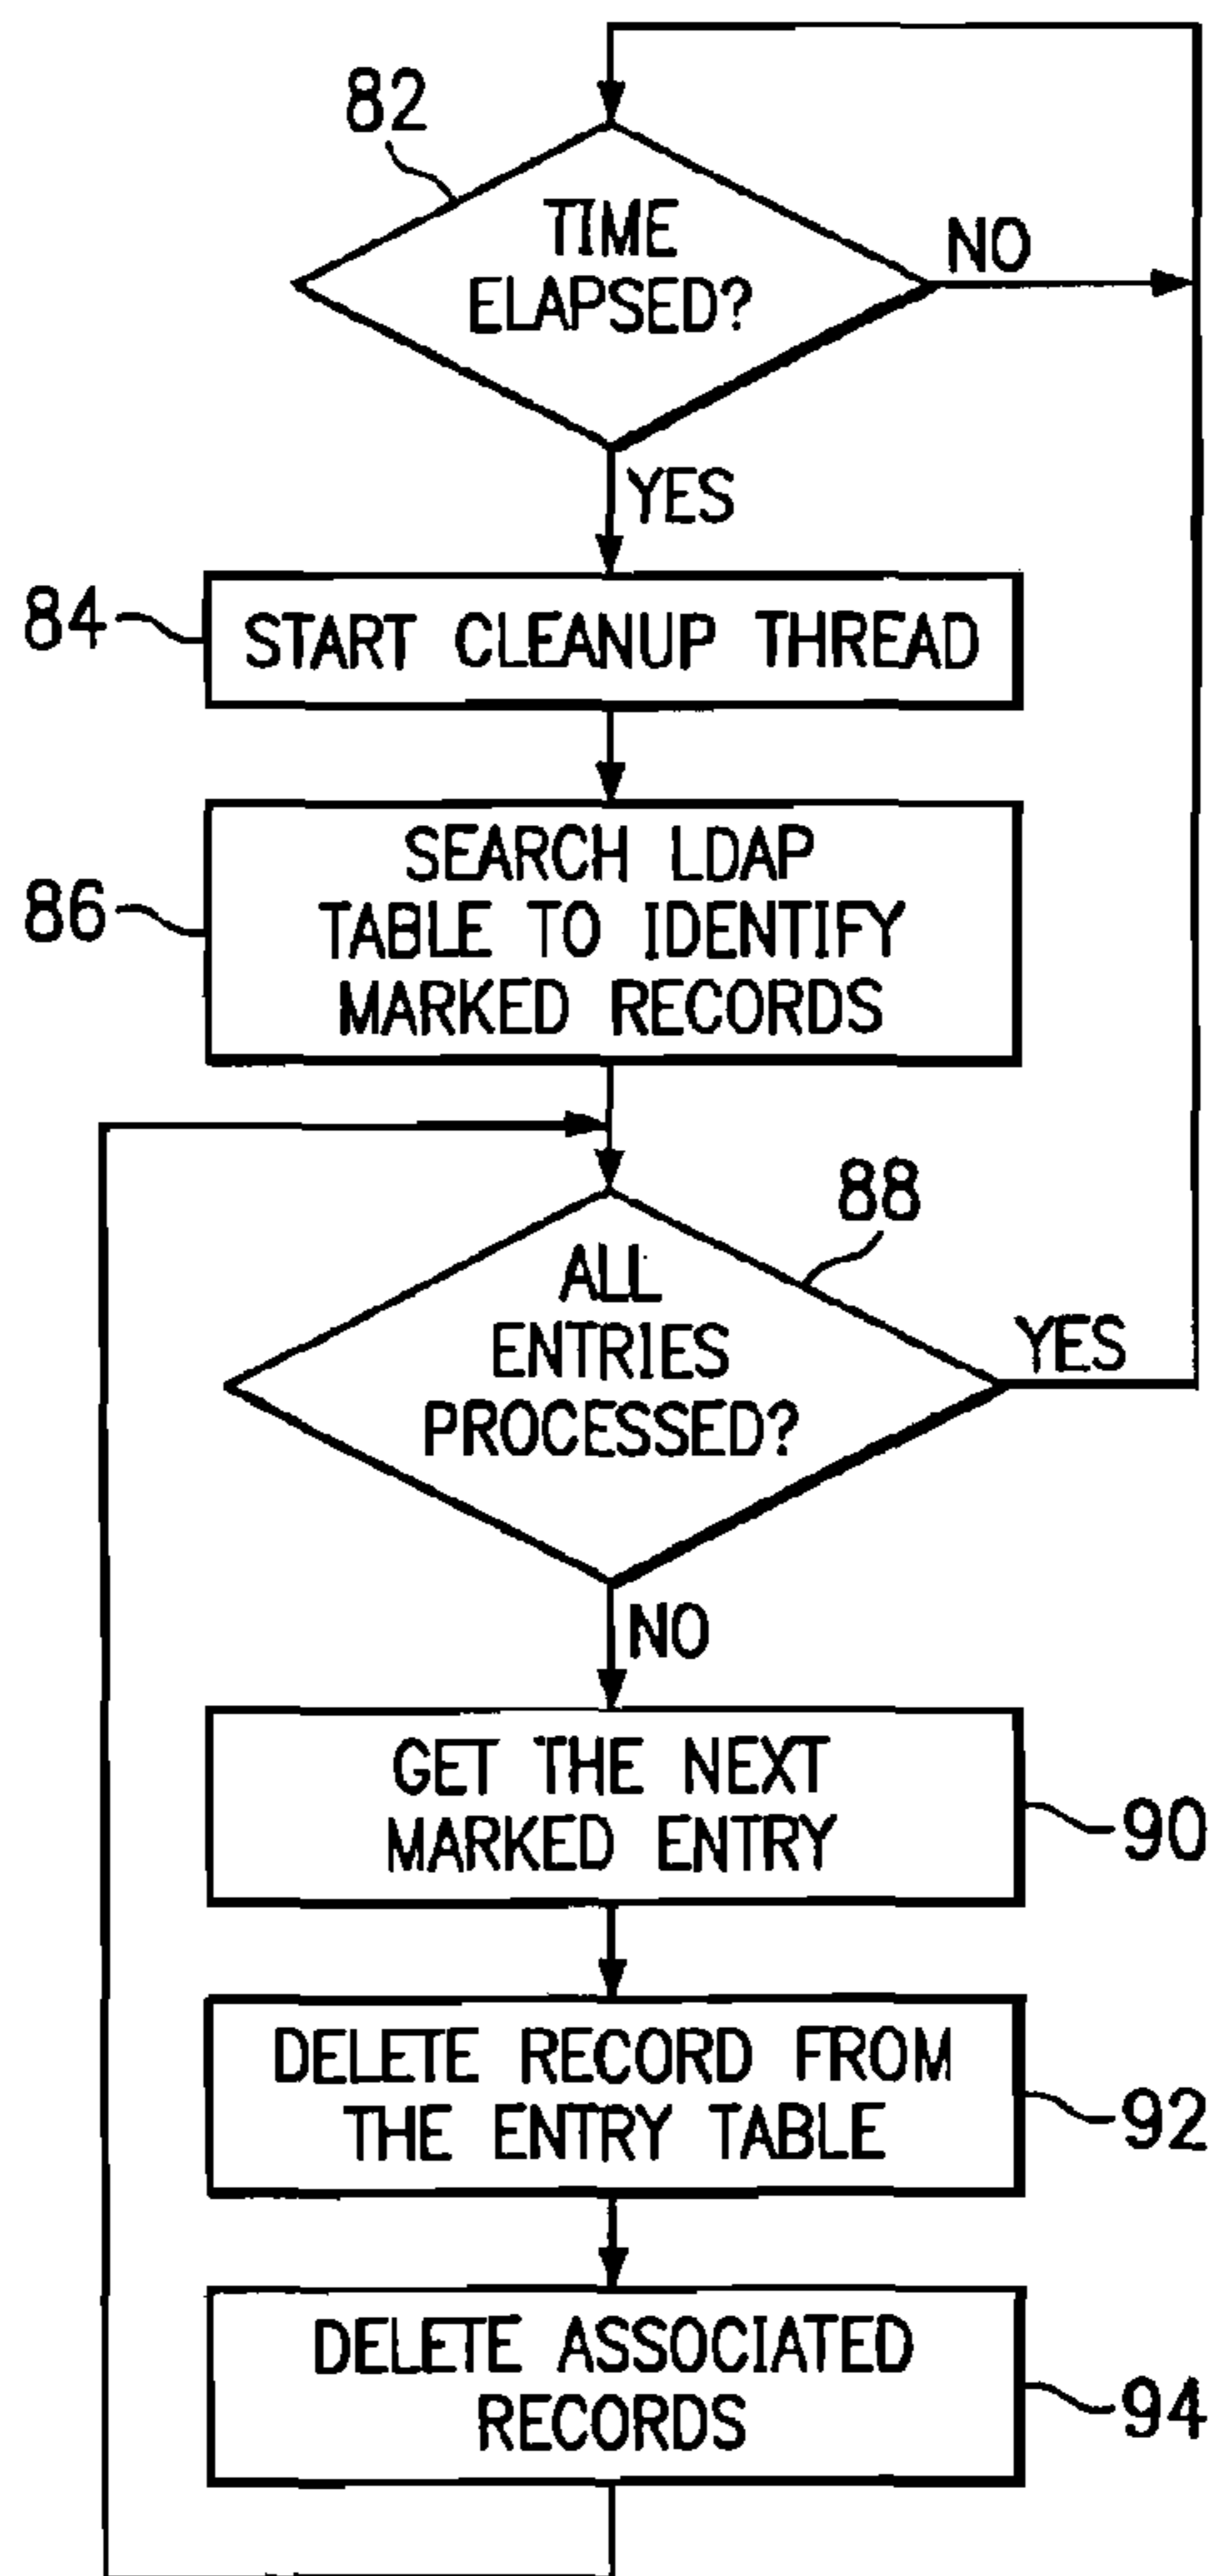 82
TIME
ELAPSED?
NO
YES
84
START CLEANUP THREAD
86
SEARCH LDAP
TABLE TO IDENTIFY
MARKED RECORDS
88
ALL
ENTRIES
PROCESSED?
YES
NO
GET THE NEXT
MARKED ENTRY
90
DELETE RECORD FROM
THE ENTRY TABLE
92
DELETE ASSOCIATED
RECORDS
94